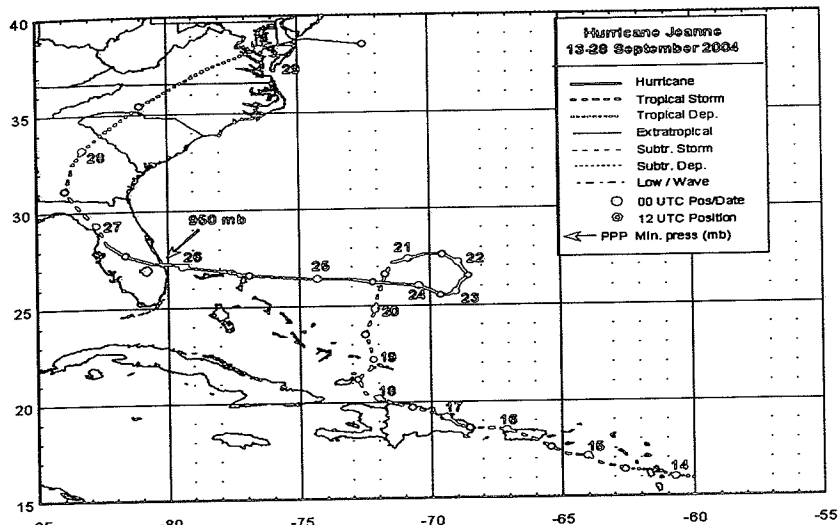 Hurricane Jeanne
13-28 September 2004
Hurricane
Tropical Storm
Tropical Dep.
Extratropical
Subtr. Storm
Subtr. Dep.
Low / Wave
00 UTC Pos/Date
12 UTC Position
PPP Min. press (mb)
40
35
30
25
20
15
29
28
27
950 mb
26
25
24
23
22
21
20
19
18
17
16
15
14
-85
-80
-75
-70
-65
-60
-55